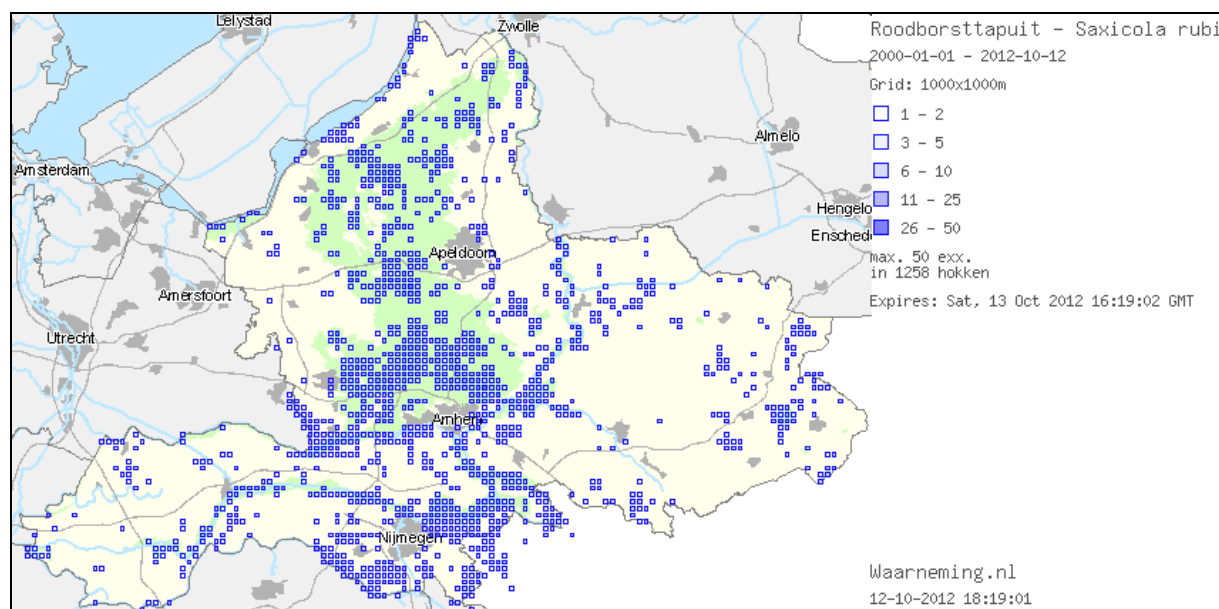 Lelystad
Zwolle
Amsterdam
Almelo
Hengelo
Enschede
Apeldoorn
Amersfoort
Utrecht
Arnhem
Nijmegen
Roodborsttapuit - Saxicola rubi
2000-01-01 - 2012-10-12
Grid: 1000x1000m
1 - 2
3 - 5
6 - 10
11 - 25
26 - 50
max. 50 exx.
in 1258 hokken
Expires: Sat, 13 Oct 2012 16:19:02 GMT
Waarneming.nl
12-10-2012 18:19:01